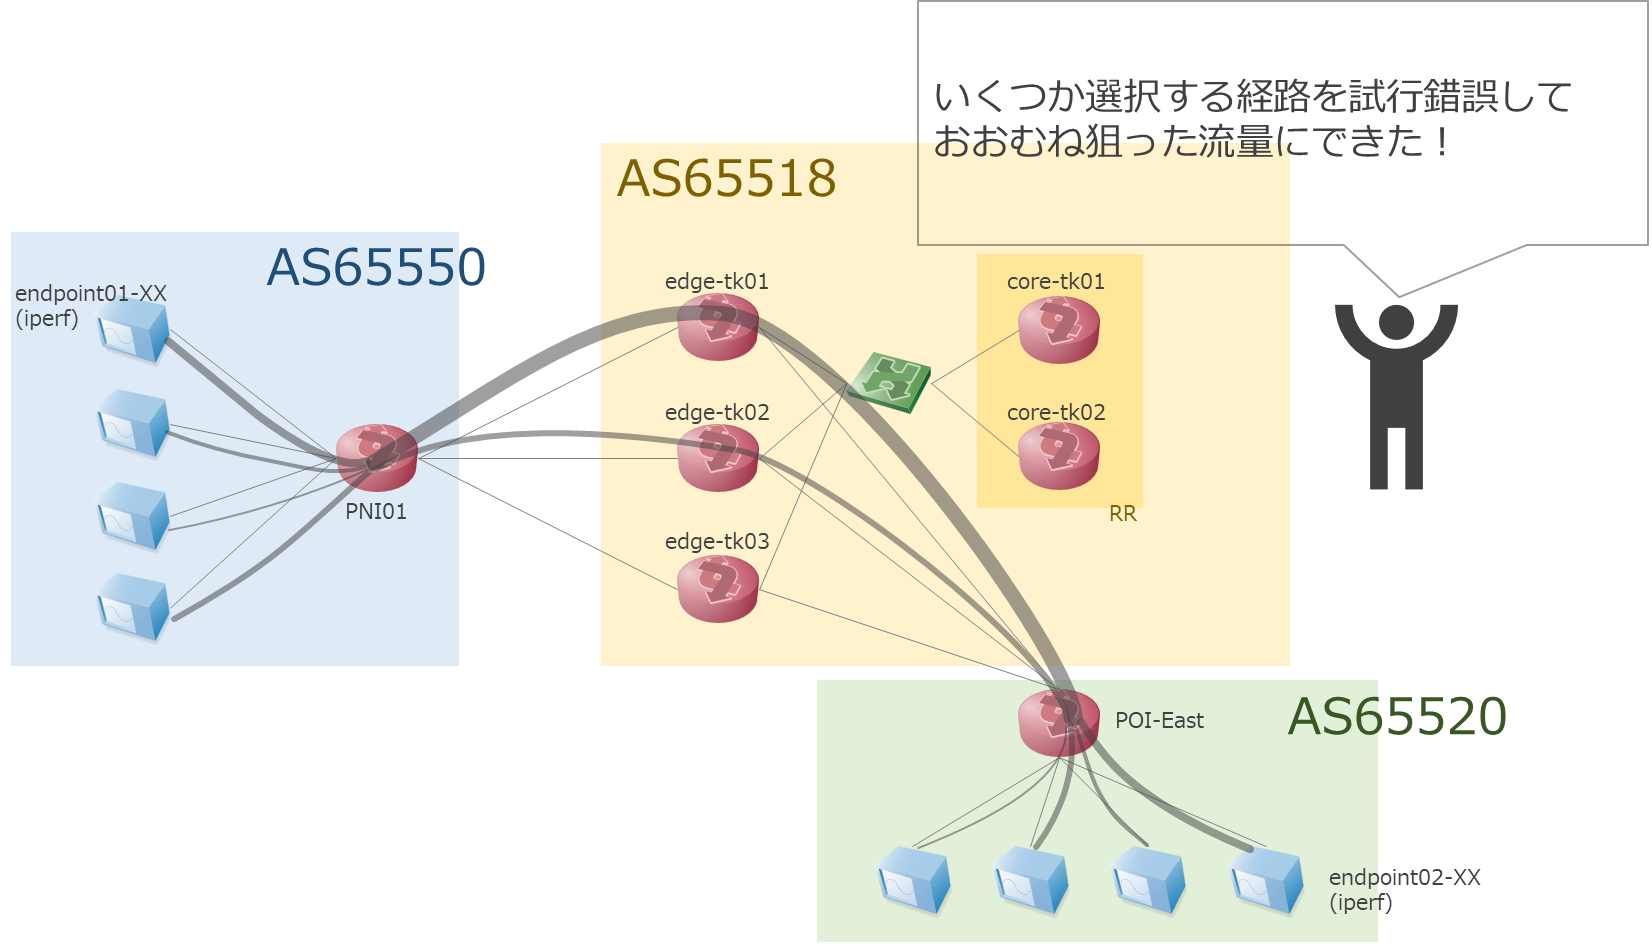 いくつか選択する経路を試行錯誤して
おおむね狙った流量にできた！
AS65518
AS65550
endpoint01-XX
(iperf)
PNI01
edge-tk01
edge-tk02
edge-tk03
core-tk01
core-tk02
RR
AS65520
POI-East
endpoint02-XX
(iperf)